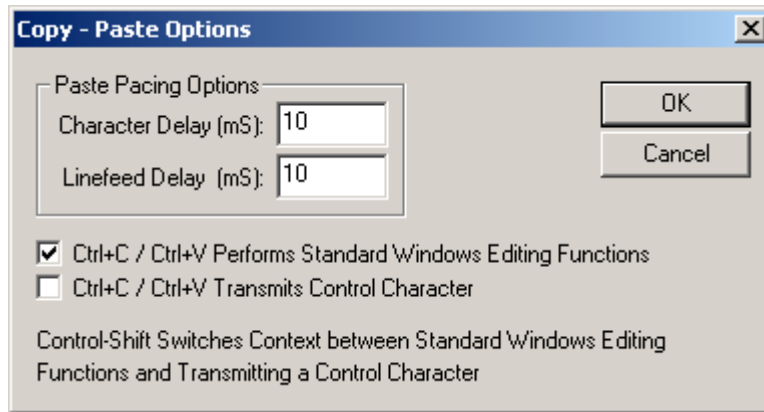 Copy - Paste Options
Paste Pacing Options
Character Delay (mS): 10
Linefeed Delay (mS): 10
OK
Cancel
Ctrl+C / Ctrl+V Performs Standard Windows Editing Functions
Ctrl+C / Ctrl+V Transmits Control Character
Control-Shift Switches Context between Standard Windows Editing
Functions and Transmitting a Control Character